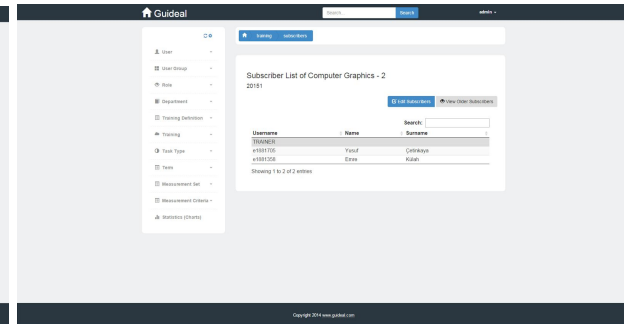 Guideal
Search...
Search
admin
training subscribers
User
User Group
Role
Department
Training Definition
Training
Task Type
Term
Measurement Set
Measurement Criteria
Statistics (Charts)
Subscriber List of Computer Graphics - 2
20151
Edit Subscribers View Order Subscribers
Search:
Username Name Surname
TRAINER
e1881705 Yusuf Çetinkaya
e1881358 Emre Külah
Showing 1 to 2 of 2 entries
Copyright 2014 www.guideal.com